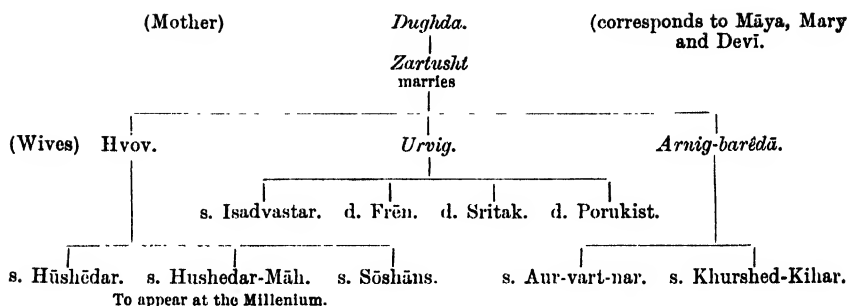 (Mother) Dughda. (corresponds to Māya, Mary
and Devī.
Zartusht
marries
(Wives) Hvov. Urvig. Arnig-barêdā.
s. Isadvastar. d. Frēn. d. Sritak. d. Porukist.
s. Hūshēdar. s. Hushedar-Māh. s. Sōshāns. s. Aur-vart-nar. s. Khurshed-Kihar.
To appear at the Millenium.